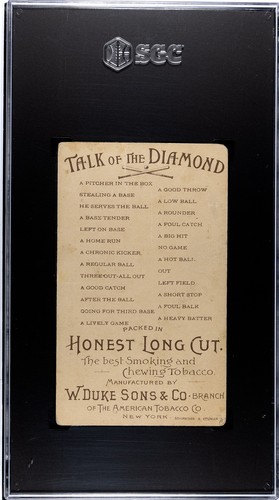 SGC
TALK OF THE DIAMOND
A PITCHER IN THE BOX
STEALING A BASE
HE SERVES THE BALL
A BASE TENDER
LEFT ON BASE
A HOME RUN
A CHRONIC KICKER.
A REGULAR BALL
THREE-OUT-ALL OUT
A GOOD CATCH
AFTER THE BALL
GOING FOR THIRD BASE
A LIVELY GAME
A GOOD THROW
A LOW BALL
A ROUNDER
A FOUL CATCH
A BIG HIT
NO GAME
A HOT BALL.
OUT
LEFT FIELD
A SHORT STOP
A FOUL BALK
A HEAVY BATTER
PACKED IN
HONEST LONG CUT.
The best Smoking and
Chewing Tobacco
MANUFACTURED BY
W. DUKE SONS & CO. BRANCH
OF THE AMERICAN TOBACCO CO.
NEW YORK.